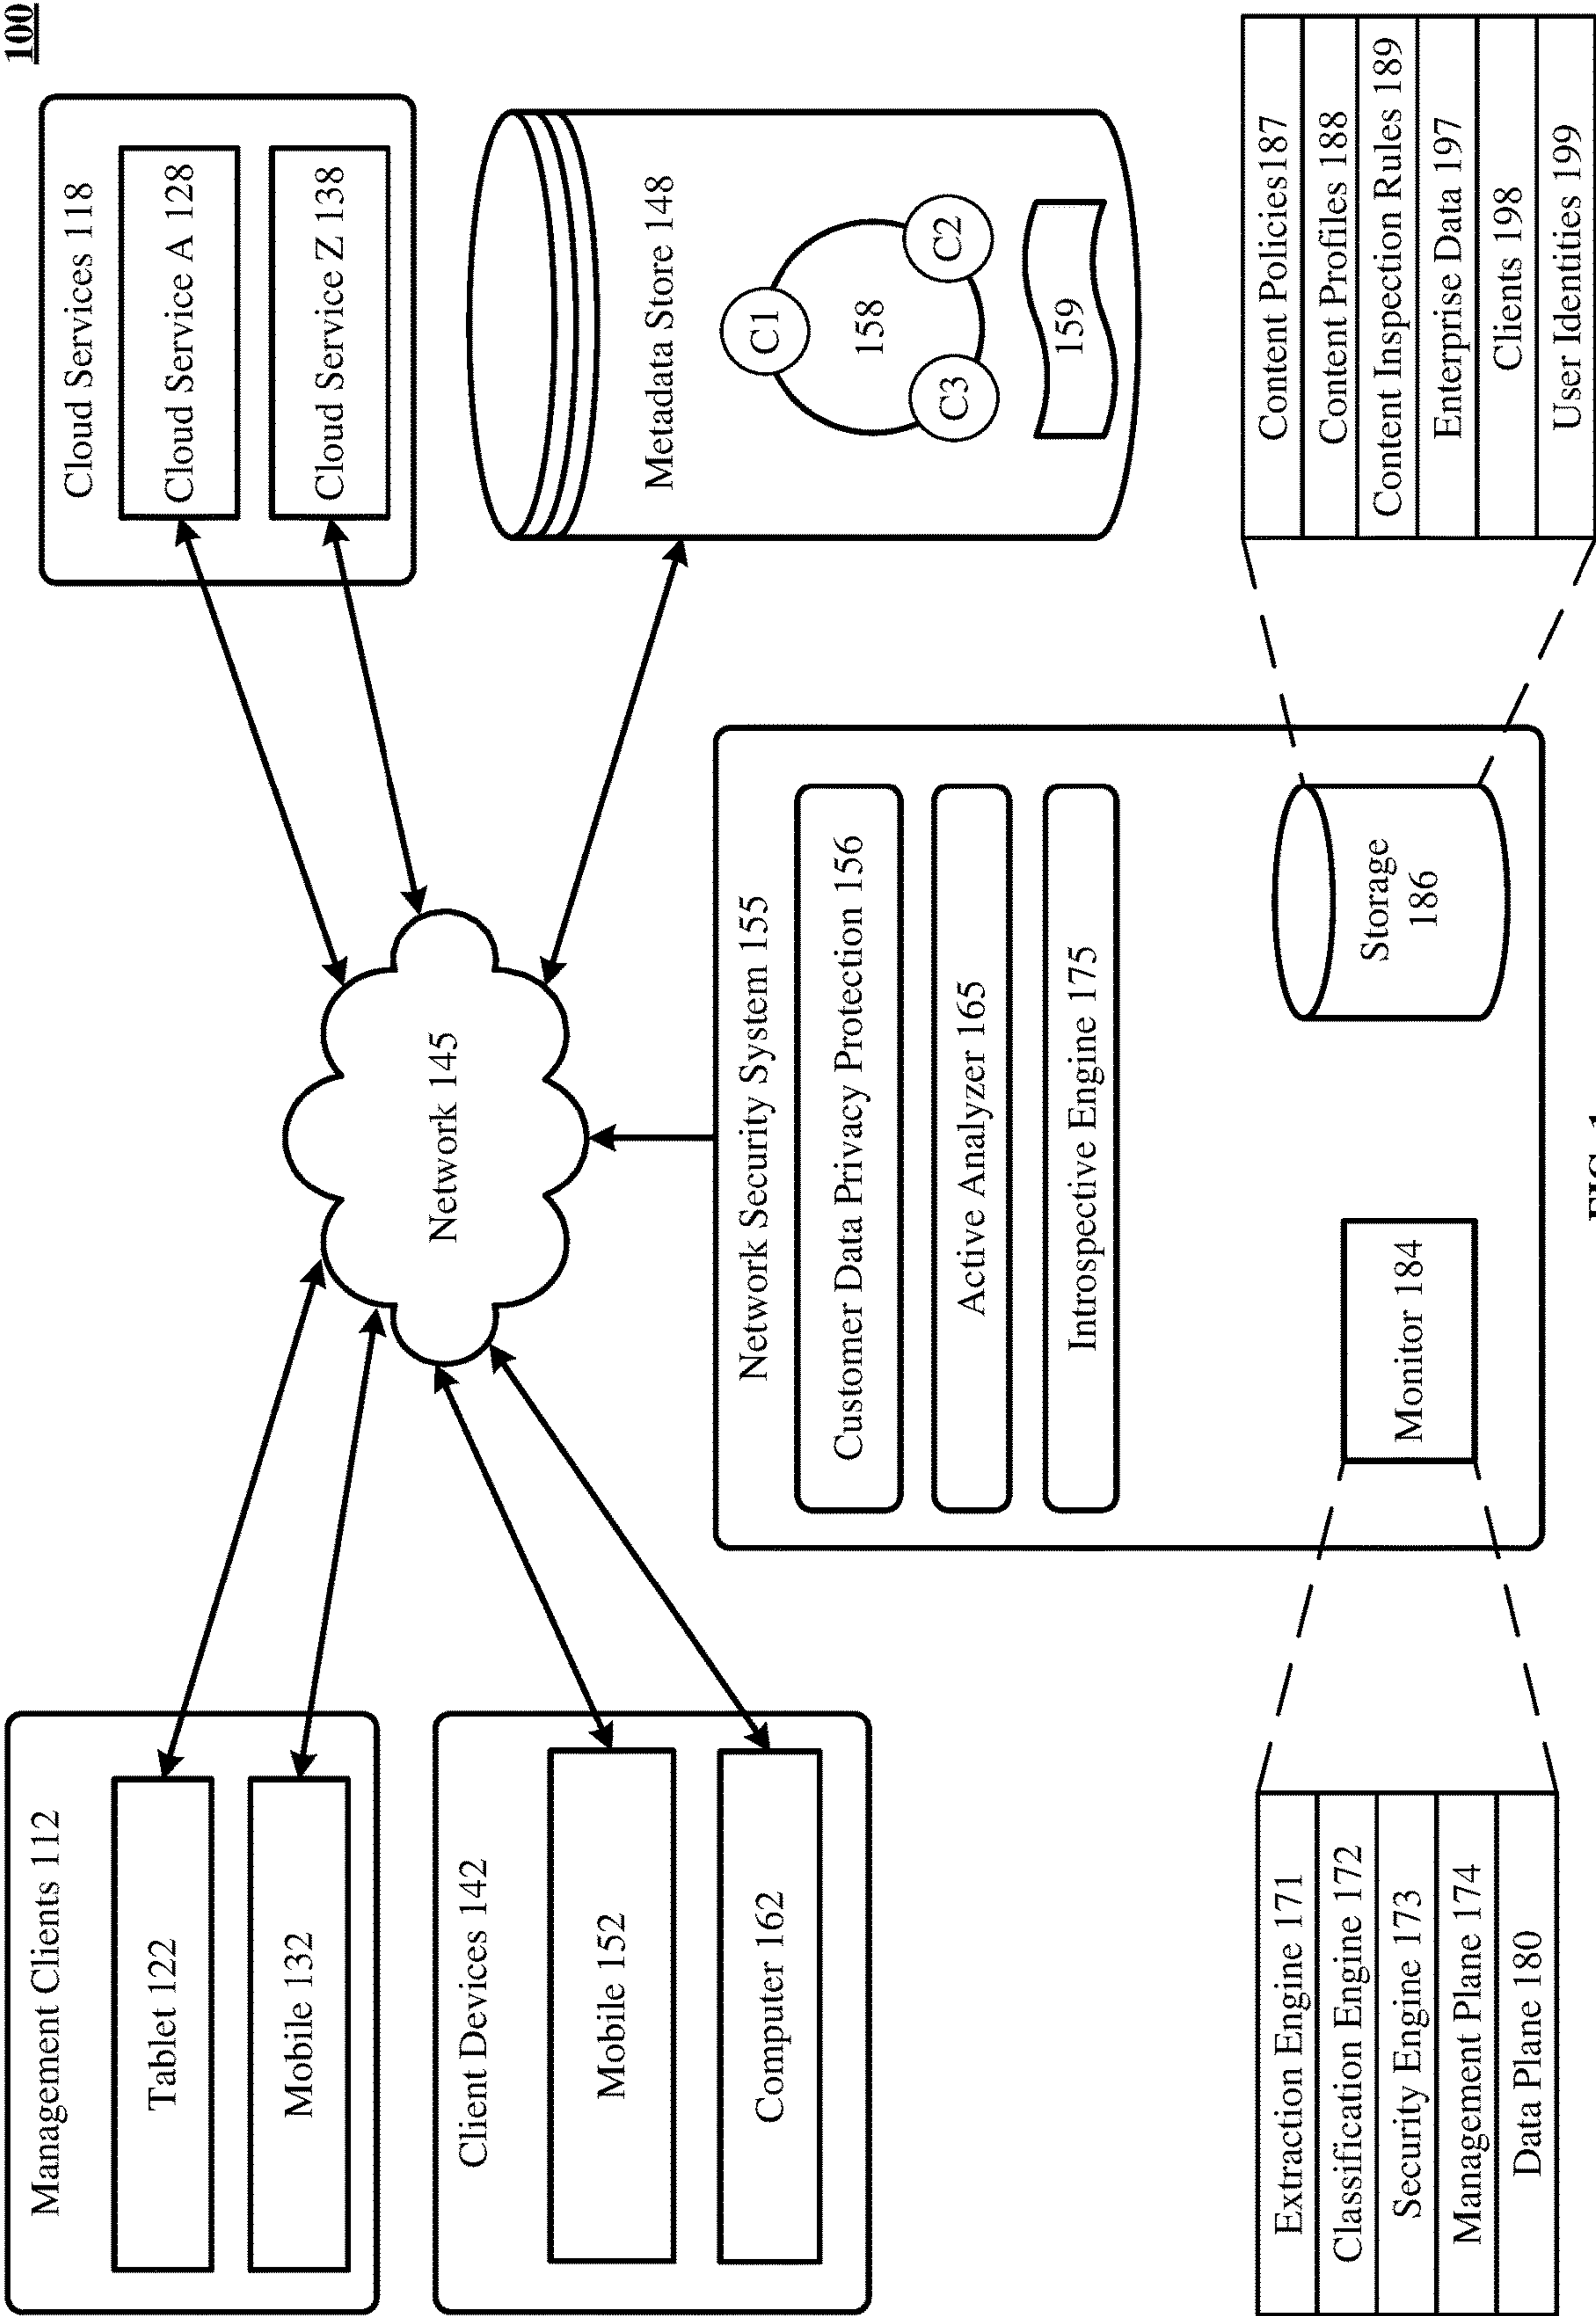 100
Management Clients 112
Tablet 122
Mobile 132
Client Devices 142
Mobile 152
Computer 162
Network 145
Cloud Services 118
Cloud Service A 128
Cloud Service Z 138
Metadata Store 148
C1
158
C3
C2
159
Network Security System 155
Customer Data Privacy Protection 156
Active Analyzer 165
Introspective Engine 175
Monitor 184
Storage
186
Extraction Engine 171
Classification Engine 172
Security Engine 173
Management Plane 174
Data Plane 180
Content Policies187
Content Profiles 188
Content Inspection Rules 189
Enterprise Data 197
Clients 198
User Identities 199